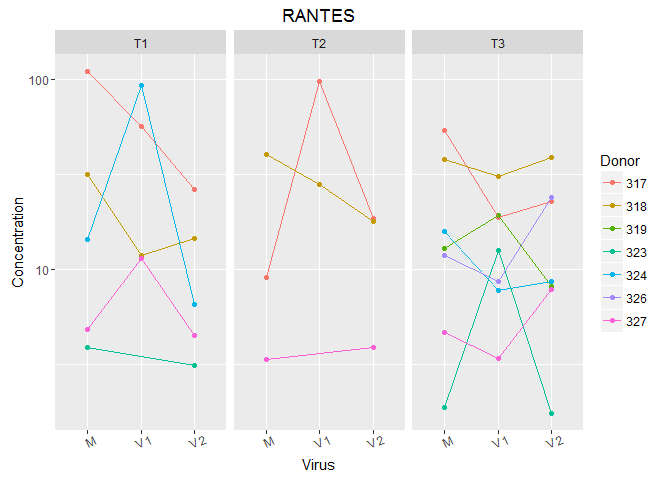 RANTES
T1 T2 T3
100
10
Concentration
M V1 V2 M V1 V2 M V1 V2
Virus
Donor
317
318
319
323
324
326
327